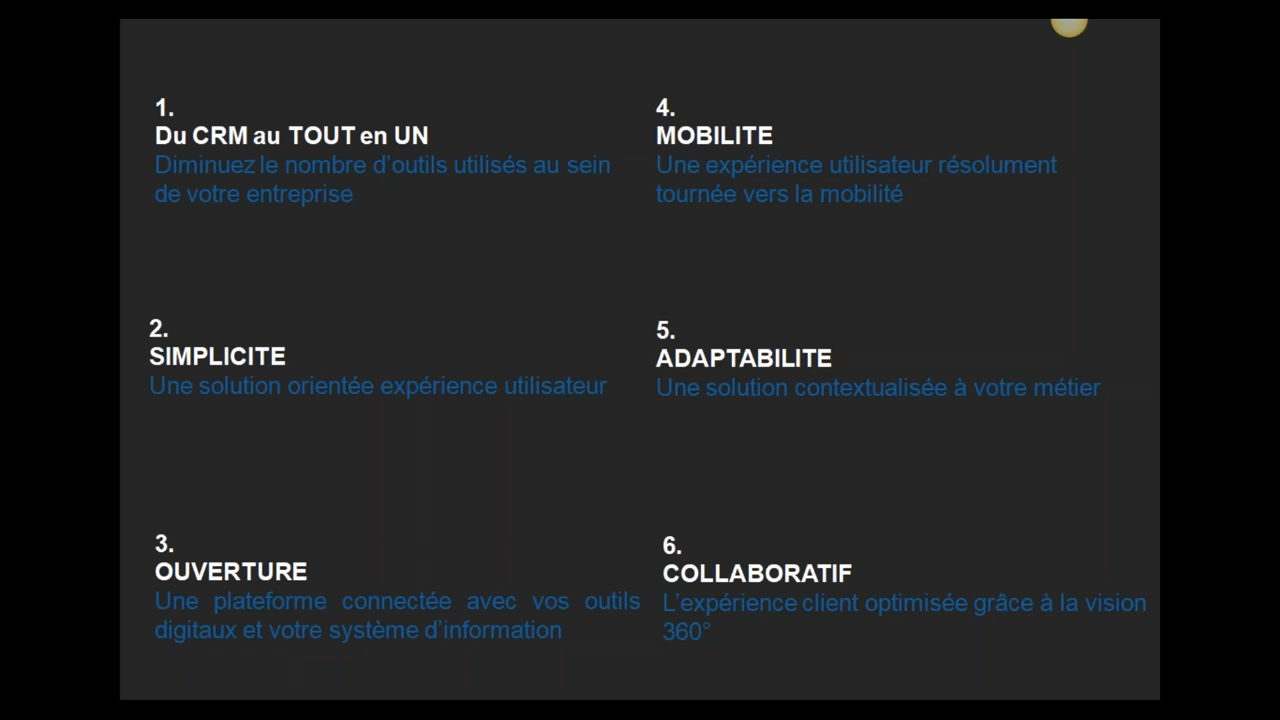 1.
Du CRM au TOUT en UN
Diminuez le nombre d’outils utilisés au sein
de votre entreprise
2.
SIMPLICITE
Une solution orientée expérience utilisateur
3.
OUVERTURE
Une plateforme connectée avec vos outils
digitaux et votre système d’information
4.
MOBILITE
Une expérience utilisateur résolument
tournée vers la mobilité
5.
ADAPTABILITE
Une solution contextualisée à votre métier
6.
COLLABORATIF
L’expérience client optimisée grâce à la vision
360°